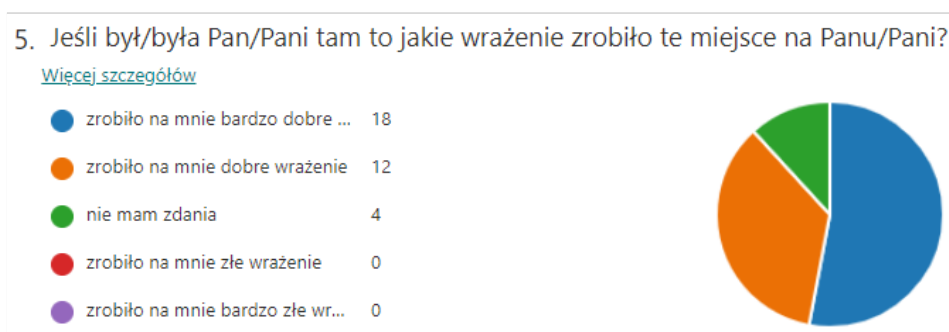 5. Jeśli był/była Pan/Pani tam to jakie wrażenie zrobiło te miejsce na Panu/Pani?
Więcej szczegółów
zrobiło na mnie bardzo dobre ... 18
zrobiło na mnie dobre wrażenie 12
nie mam zdania 4
zrobiło na mnie złe wrażenie 0
zrobiło na mnie bardzo złe wr... 0